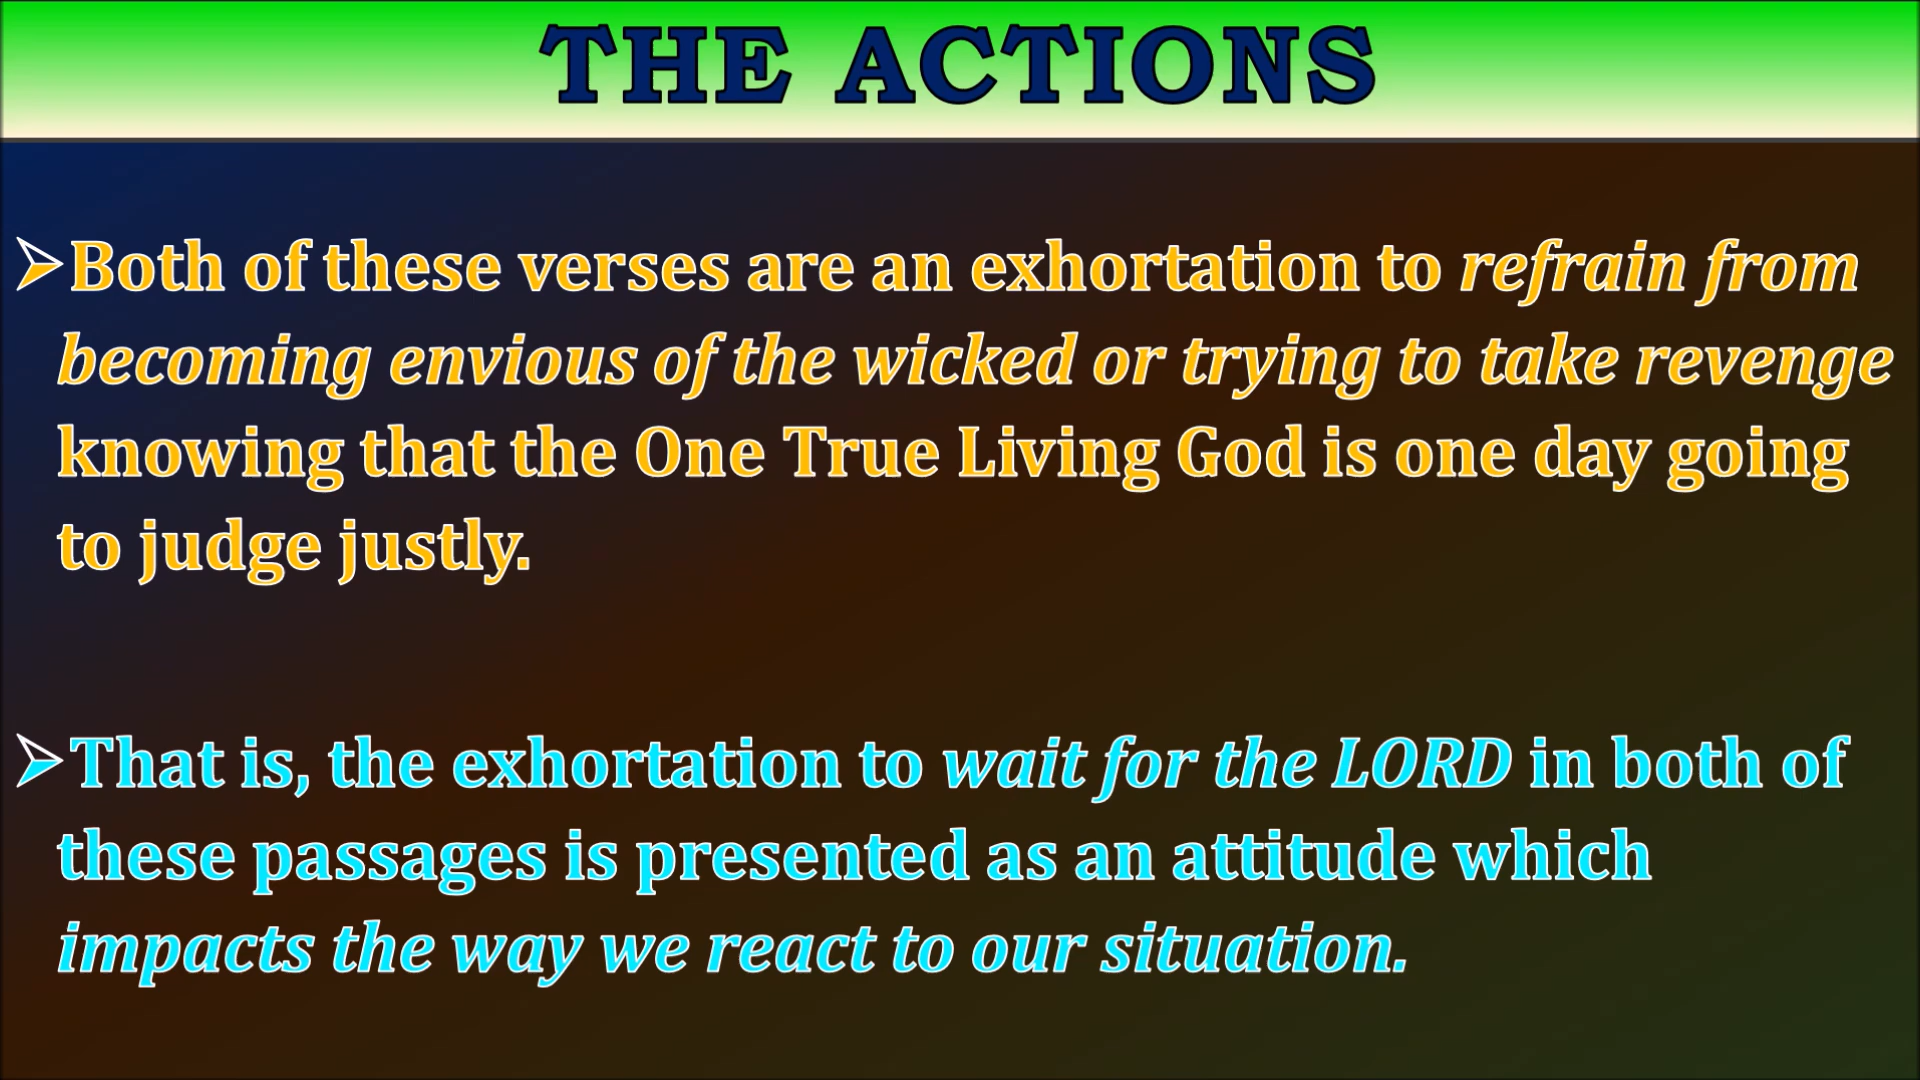 THE ACTIONS
➢Both of these verses are an exhortation to refrain from
becoming envious of the wicked or trying to take revenge
knowing that the One True Living God is one day going
to judge justly.
➢That is, the exhortation to wait for the LORD in both of
these passages is presented as an attitude which
impacts the way we react to our situation.